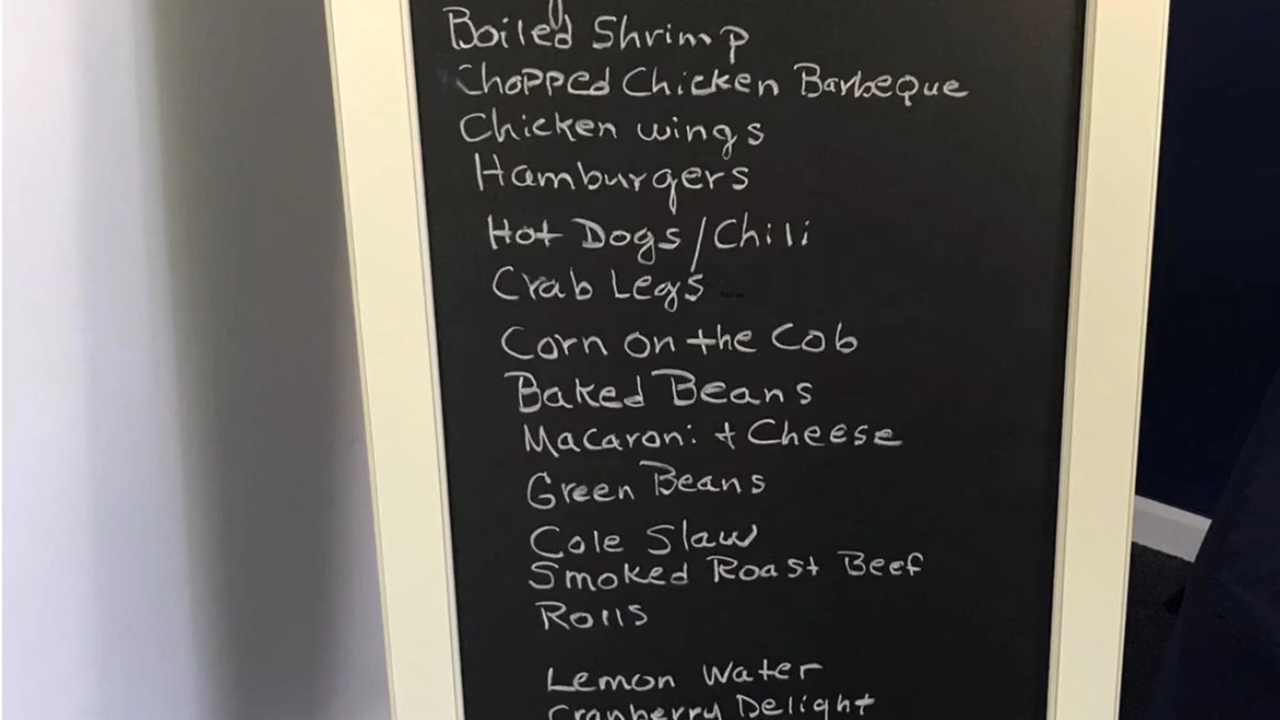 Boiled Shrimp
Chopped Chicken Barbeque
Chicken wings
Hamburgers
Hot Dogs/Chili
Crab Legs
Corn on the Cob
Baked Beans
Macaroni + Cheese
Green Beans
Cole Slaw
Smoked Roast Beef
Rolls
Lemon Water
Cranberry Delight